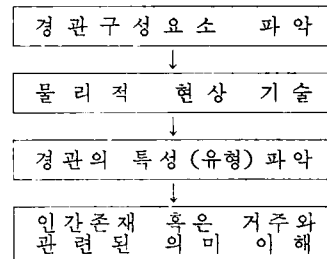 경관구성요소 파악
↓
물리적 현상 기술
↓
경관의 특성(유형)파악
↓
인간존재 혹은 거주와
관련된 의미 이해